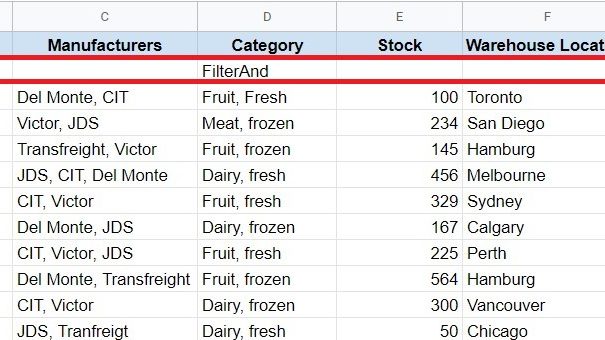 C D E F
Manufacturers Category Stock Warehouse Locat
FilterAnd
Del Monte, CIT Fruit, Fresh 100 Toronto
Victor, JDS Meat, frozen 234 San Diego
Transfreight, Victor Fruit, frozen 145 Hamburg
JDS, CIT, Del Monte Dairy, fresh 456 Melbourne
CIT, Victor Fruit, fresh 329 Sydney
Del Monte, JDS Dairy, frozen 167 Calgary
CIT, Victor, JDS Fruit, fresh 225 Perth
Del Monte, Transfreight Fruit, frozen 564 Hamburg
CIT, Victor Dairy, frozen 300 Vancouver
JDS, Tranfreigt Dairy, fresh 50 Chicago